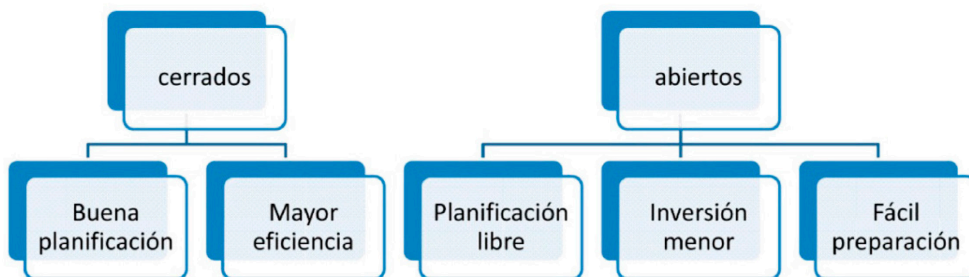 cerrados
abiertos
Buena
planificación
Mayor
eficiencia
Planificación
libre
Inversión
menor
Fácil
preparación